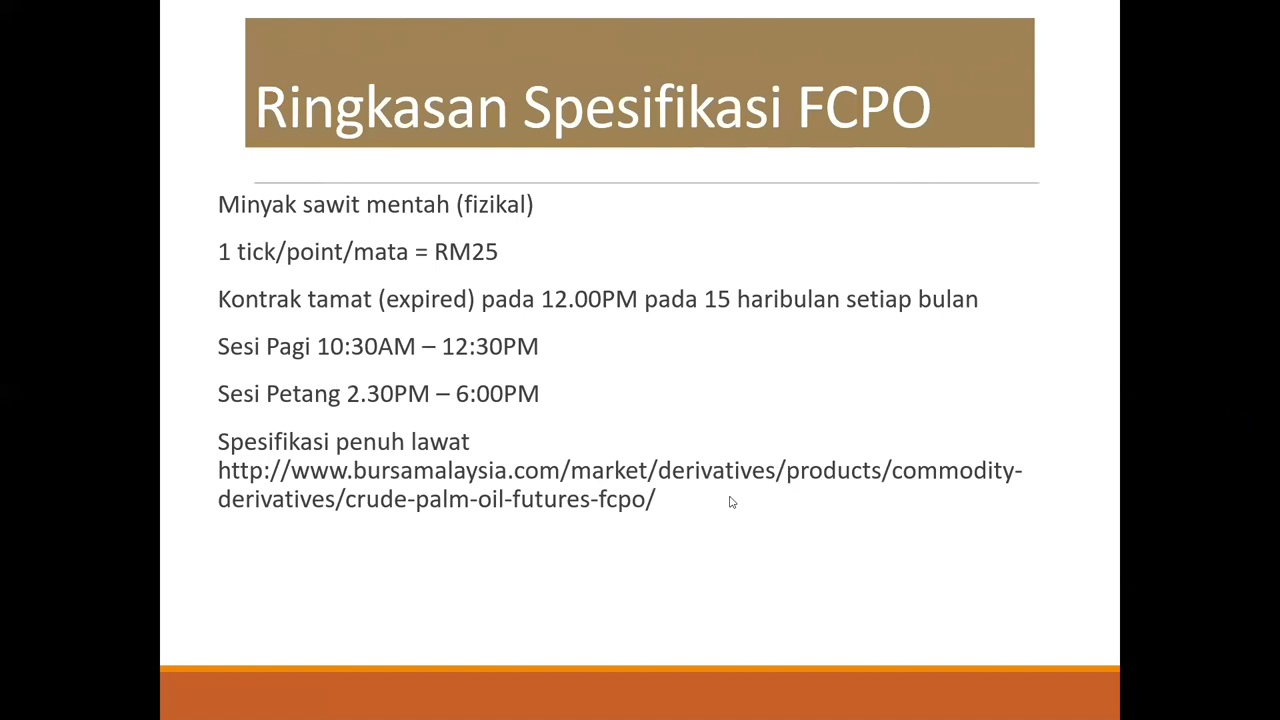 Ringkasan Spesifikasi FCPO
Minyak sawit mentah (fizikal)
1 tick/point/mata = RM25
Kontrak tamat (expired) pada 12.00PM pada 15 haribulan setiap bulan
Sesi Pagi 10:30AM – 12:30PM
Sesi Petang 2.30PM – 6:00PM
Spesifikasi penuh lawat
http://www.bursamalaysia.com/market/derivatives/products/commodity-
derivatives/crude-palm-oil-futures-fcpo/